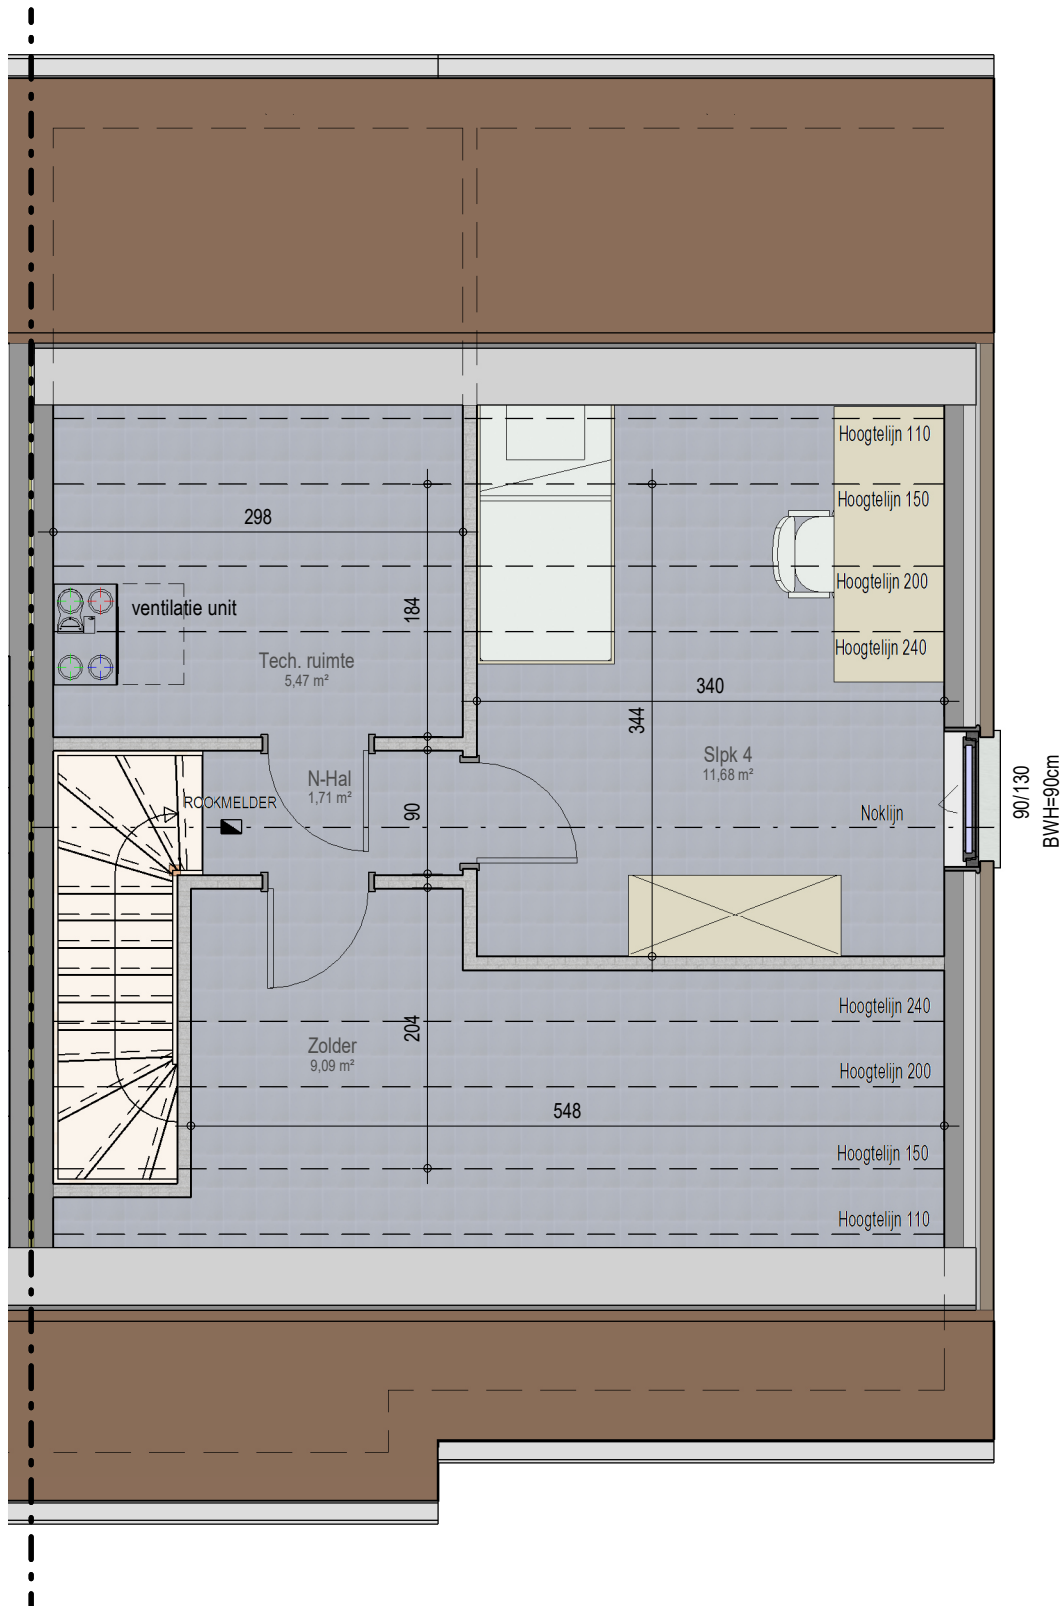 Hoogtelijn 110
Hoogtelijn 150
298
Hoogtelijn 200
ventilatie unit
184
Hoogtelijn 240
Tech. ruimte
5,47 m²
340
344
Slpk 4
11,68 m²
N-Hal
1,71 m²
ROOKMELDER
90
Noklijn
90/130
BWH=90cm
Hoogtelijn 240
204
Zolder
9,09 m²
Hoogtelijn 200
548
Hoogtelijn 150
Hoogtelijn 110